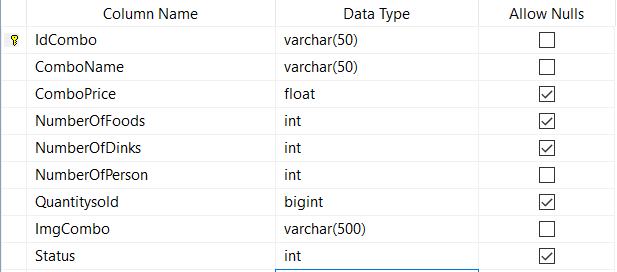 Column Name Data Type Allow Nulls
IdCombo varchar(50)
ComboName varchar(50)
ComboPrice float
NumberOfFoods int
NumberOfDinks int
NumberOfPerson int
Quantitysold bigint
ImgCombo varchar(500)
Status int